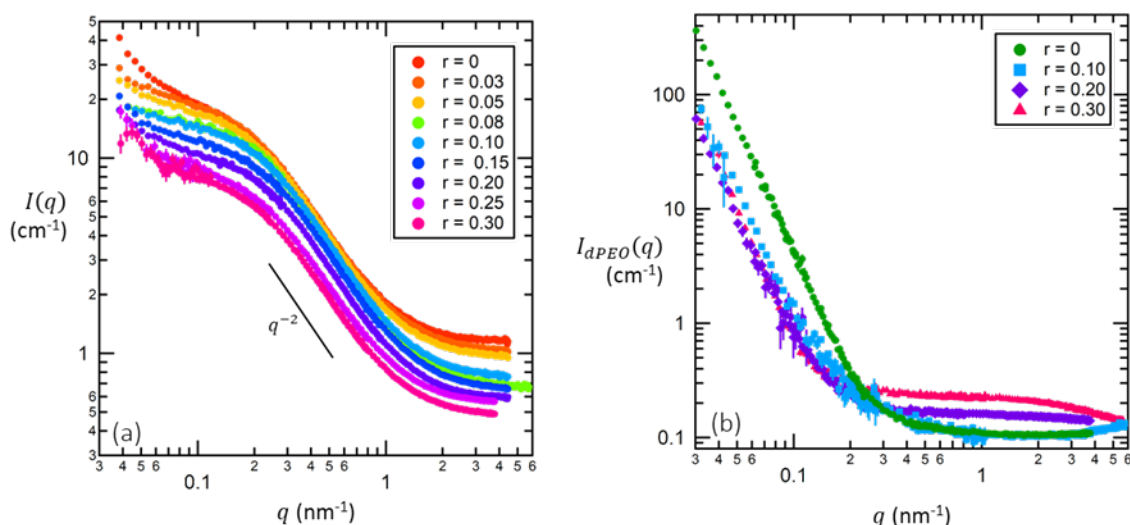 5
4
3
2
10
8
6
5
4
3
2
1
8
6
5
4
3
I(q)
(cm⁻¹)
r = 0
r = 0.03
r = 0.05
r = 0.08
r = 0.10
r = 0.15
r = 0.20
r = 0.25
r = 0.30
q⁻²
(a)
3 4 5 6 2 3 4 5 6 2 3 4 5 6
0.1 1
q (nm⁻¹)
100
10
1
0.1
I_dPEO(q)
(cm⁻¹)
r = 0
r = 0.10
r = 0.20
r = 0.30
(b)
3 4 5 6 2 3 4 5 6 2 3 4 5 6
0.1 1
q (nm⁻¹)